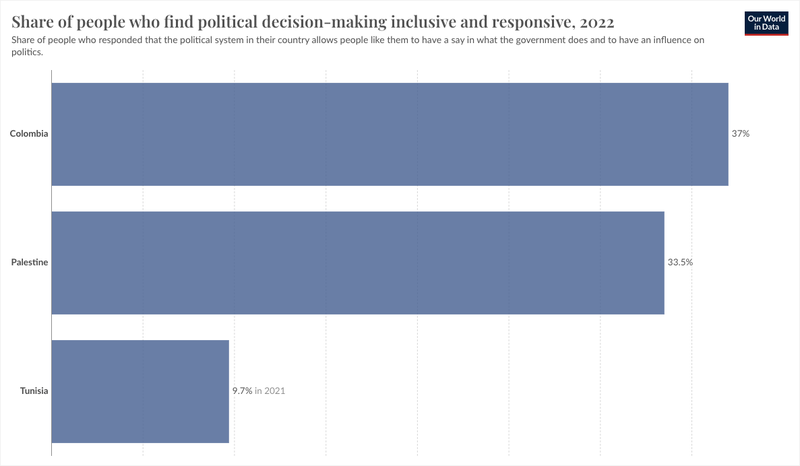 Share of people who find political decision-making inclusive and responsive, 2022
Our World
in Data
Share of people who responded that the political system in their country allows people like them to have a say in what the government does and to have an influence on
politics.
Colombia
37%
Palestine
33.5%
Tunisia
9.7% in 2021